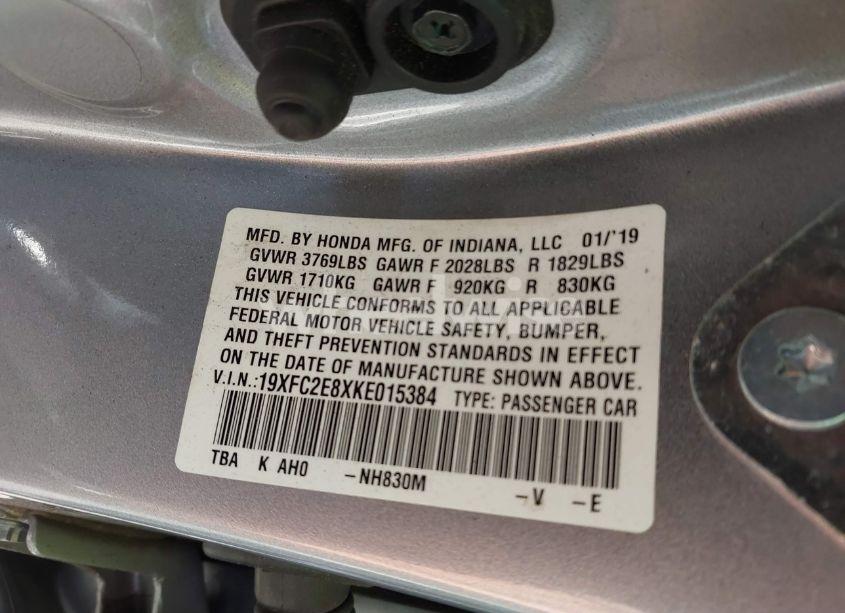 MFD. BY HONDA MFG. OF INDIANA, LLC 01/'19
GVWR 3769LBS GAWR F 2028LBS R 1829LBS
GVWR 1710KG GAWR F 920KG R 830KG
THIS VEHICLE CONFORMS TO ALL APPLICABLE
FEDERAL MOTOR VEHICLE SAFETY, BUMPER,
AND THEFT PREVENTION STANDARDS IN EFFECT
ON THE DATE OF MANUFACTURE SHOWN ABOVE.
V.I.N.:19XFC2E8XKE015384 TYPE: PASSENGER CAR
TBA K AH0 -NH830M -V -E